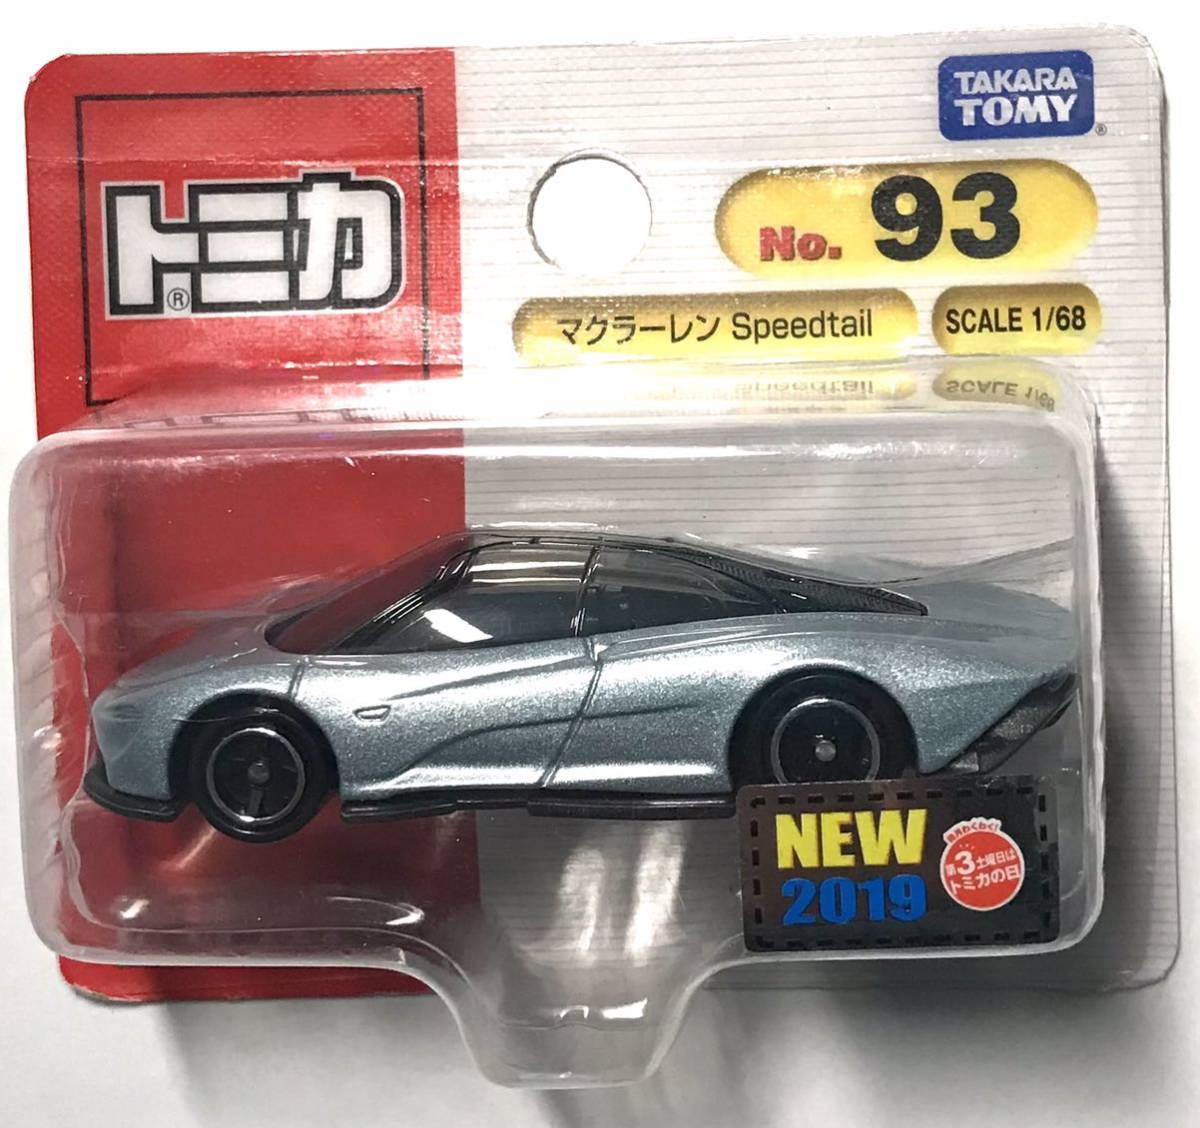 TAKARA
TOMY
トミカ
No. 93
マクラーレン Speedtail
SCALE 1/68
NEW
2019
第3土曜日は
トミカの日